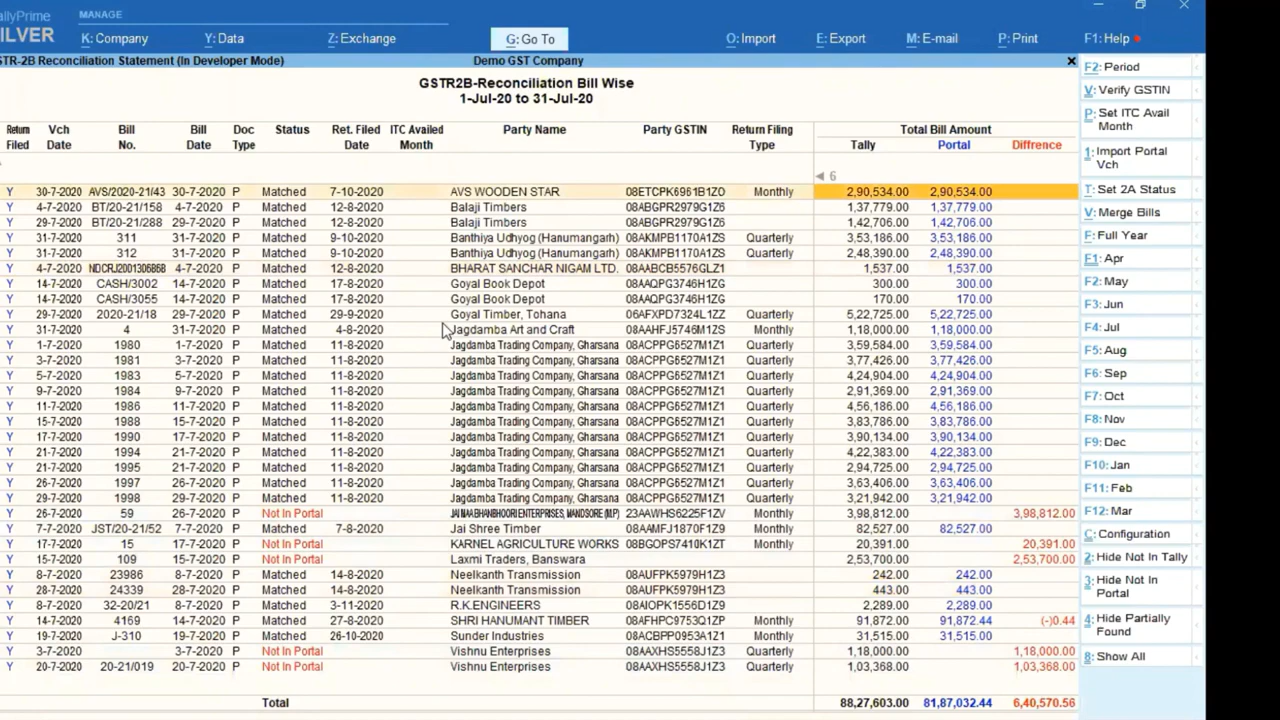 allyPrime
SILVER
MANAGE
K: Company Y: Data Z: Exchange G: Go To O: Import E: Export M: E-mail P: Print F1: Help
STR-2B Reconciliation Statement (In Developer Mode) Demo GST Company
GSTR2B-Reconciliation Bill Wise
1-Jul-20 to 31-Jul-20
Return Vch Bill Bill Doc Status Ret. Filed ITC Availed Party Name Party GSTIN Return Filing Total Bill Amount
Filed Date No. Date Type Date Month Type Tally Portal Diffrence
6
Y 30-7-2020 AVS/2020-21/43 30-7-2020 P Matched 7-10-2020 AVS WOODEN STAR 08ETCPK6961B1ZO Monthly 2,90,534.00 2,90,534.00
Y 4-7-2020 BT/20-21/158 4-7-2020 P Matched 12-8-2020 Balaji Timbers 08ABGPR2979G1Z6 1,37,779.00 1,37,779.00
Y 29-7-2020 BT/20-21/288 29-7-2020 P Matched 12-8-2020 Balaji Timbers 08ABGPR2979G1Z6 1,42,706.00 1,42,706.00
Y 31-7-2020 311 31-7-2020 P Matched 9-10-2020 Banthiya Udhyog (Hanumangarh) 08AKMPB1170A1ZS Quarterly 3,53,186.00 3,53,186.00
Y 31-7-2020 312 31-7-2020 P Matched 9-10-2020 Banthiya Udhyog (Hanumangarh) 08AKMPB1170A1ZS Quarterly 2,48,390.00 2,48,390.00
Y 4-7-2020 NDCRJ2001306868 4-7-2020 P Matched 12-8-2020 BHARAT SANCHAR NIGAM LTD. 08AABCB5576GLZ1 1,537.00 1,537.00
Y 14-7-2020 CASH/3002 14-7-2020 P Matched 17-8-2020 Goyal Book Depot 08AAQPG3746H1ZG 300.00 300.00
Y 14-7-2020 CASH/3055 14-7-2020 P Matched 17-8-2020 Goyal Book Depot 08AAQPG3746H1ZG 170.00 170.00
Y 29-7-2020 2020-21/18 29-7-2020 P Matched 29-9-2020 Goyal Timber, Tohana 06AFXPD7324L1ZZ Quarterly 5,22,725.00 5,22,725.00
Y 31-7-2020 4 31-7-2020 P Matched 4-8-2020 Jagdamba Art and Craft 08AAHFJ5746M1ZS Monthly 1,18,000.00 1,18,000.00
Y 1-7-2020 1980 1-7-2020 P Matched 11-8-2020 Jagdamba Trading Company, Gharsana 08ACPPG6527M1Z1 Quarterly 3,59,584.00 3,59,584.00
Y 3-7-2020 1981 3-7-2020 P Matched 11-8-2020 Jagdamba Trading Company, Gharsana 08ACPPG6527M1Z1 Quarterly 3,77,426.00 3,77,426.00
Y 5-7-2020 1983 5-7-2020 P Matched 11-8-2020 Jagdamba Trading Company, Gharsana 08ACPPG6527M1Z1 Quarterly 4,24,904.00 4,24,904.00
Y 9-7-2020 1984 9-7-2020 P Matched 11-8-2020 Jagdamba Trading Company, Gharsana 08ACPPG6527M1Z1 Quarterly 2,91,369.00 2,91,369.00
Y 11-7-2020 1986 11-7-2020 P Matched 11-8-2020 Jagdamba Trading Company, Gharsana 08ACPPG6527M1Z1 Quarterly 4,56,186.00 4,56,186.00
Y 15-7-2020 1988 15-7-2020 P Matched 11-8-2020 Jagdamba Trading Company, Gharsana 08ACPPG6527M1Z1 Quarterly 3,83,786.00 3,83,786.00
Y 17-7-2020 1990 17-7-2020 P Matched 11-8-2020 Jagdamba Trading Company, Gharsana 08ACPPG6527M1Z1 Quarterly 3,90,134.00 3,90,134.00
Y 21-7-2020 1994 21-7-2020 P Matched 11-8-2020 Jagdamba Trading Company, Gharsana 08ACPPG6527M1Z1 Quarterly 4,22,383.00 4,22,383.00
Y 21-7-2020 1995 21-7-2020 P Matched 11-8-2020 Jagdamba Trading Company, Gharsana 08ACPPG6527M1Z1 Quarterly 2,94,725.00 2,94,725.00
Y 26-7-2020 1997 26-7-2020 P Matched 11-8-2020 Jagdamba Trading Company, Gharsana 08ACPPG6527M1Z1 Quarterly 3,63,406.00 3,63,406.00
Y 29-7-2020 1998 29-7-2020 P Matched 11-8-2020 Jagdamba Trading Company, Gharsana 08ACPPG6527M1Z1 Quarterly 3,21,942.00 3,21,942.00
Y 26-7-2020 59 26-7-2020 P Not In Portal JAI MAA BHANBHOORI ENTERPRISES, MANDSORE (M.P) 23AAWHS6225F1ZV Monthly 3,98,812.00 3,98,812.00
Y 7-7-2020 JST/20-21/52 7-7-2020 P Matched 7-8-2020 Jai Shree Timber 08AAMFJ1870F1Z9 Monthly 82,527.00 82,527.00
Y 17-7-2020 15 17-7-2020 P Not In Portal KARNEL AGRICULTURE WORKS 08BGOPS7410K1ZT Monthly 20,391.00 20,391.00
Y 15-7-2020 109 15-7-2020 P Not In Portal Laxmi Traders, Banswara 2,53,700.00 2,53,700.00
Y 8-7-2020 23986 8-7-2020 P Matched 14-8-2020 Neelkanth Transmission 08AUFPK5979H1Z3 242.00 242.00
Y 28-7-2020 24339 28-7-2020 P Matched 14-8-2020 Neelkanth Transmission 08AUFPK5979H1Z3 443.00 443.00
Y 8-7-2020 32-20/21 8-7-2020 P Matched 3-11-2020 R.K.ENGINEERS 08AIOPK1556D1Z9 2,289.00 2,289.00
Y 14-7-2020 4169 14-7-2020 P Matched 27-8-2020 SHRI HANUMANT TIMBER 08AFHPC9753Q1ZP Monthly 91,872.00 91,872.44 (-)0.44
Y 19-7-2020 J-310 19-7-2020 P Matched 26-10-2020 Sunder Industries 08ACBPP0953A1Z1 Monthly 31,515.00 31,515.00
Y 3-7-2020 3-7-2020 P Not In Portal Vishnu Enterprises 08AAXHS5558J1Z3 Quarterly 1,18,000.00 1,18,000.00
Y 20-7-2020 20-21/019 20-7-2020 P Not In Portal Vishnu Enterprises 08AAXHS5558J1Z3 Quarterly 1,03,368.00 1,03,368.00
Total 88,27,603.00 81,87,032.44 6,40,570.56
F2: Period
V: Verify GSTIN
P: Set ITC Avail
Month
1: Import Portal
Vch
T: Set 2A Status
V: Merge Bills
F: Full Year
F1: Apr
F2: May
F3: Jun
F4: Jul
F5: Aug
F6: Sep
F7: Oct
F8: Nov
F9: Dec
F10: Jan
F11: Feb
F12: Mar
C: Configuration
2: Hide Not In Tally
3: Hide Not In
Portal
4: Hide Partially
Found
8: Show All